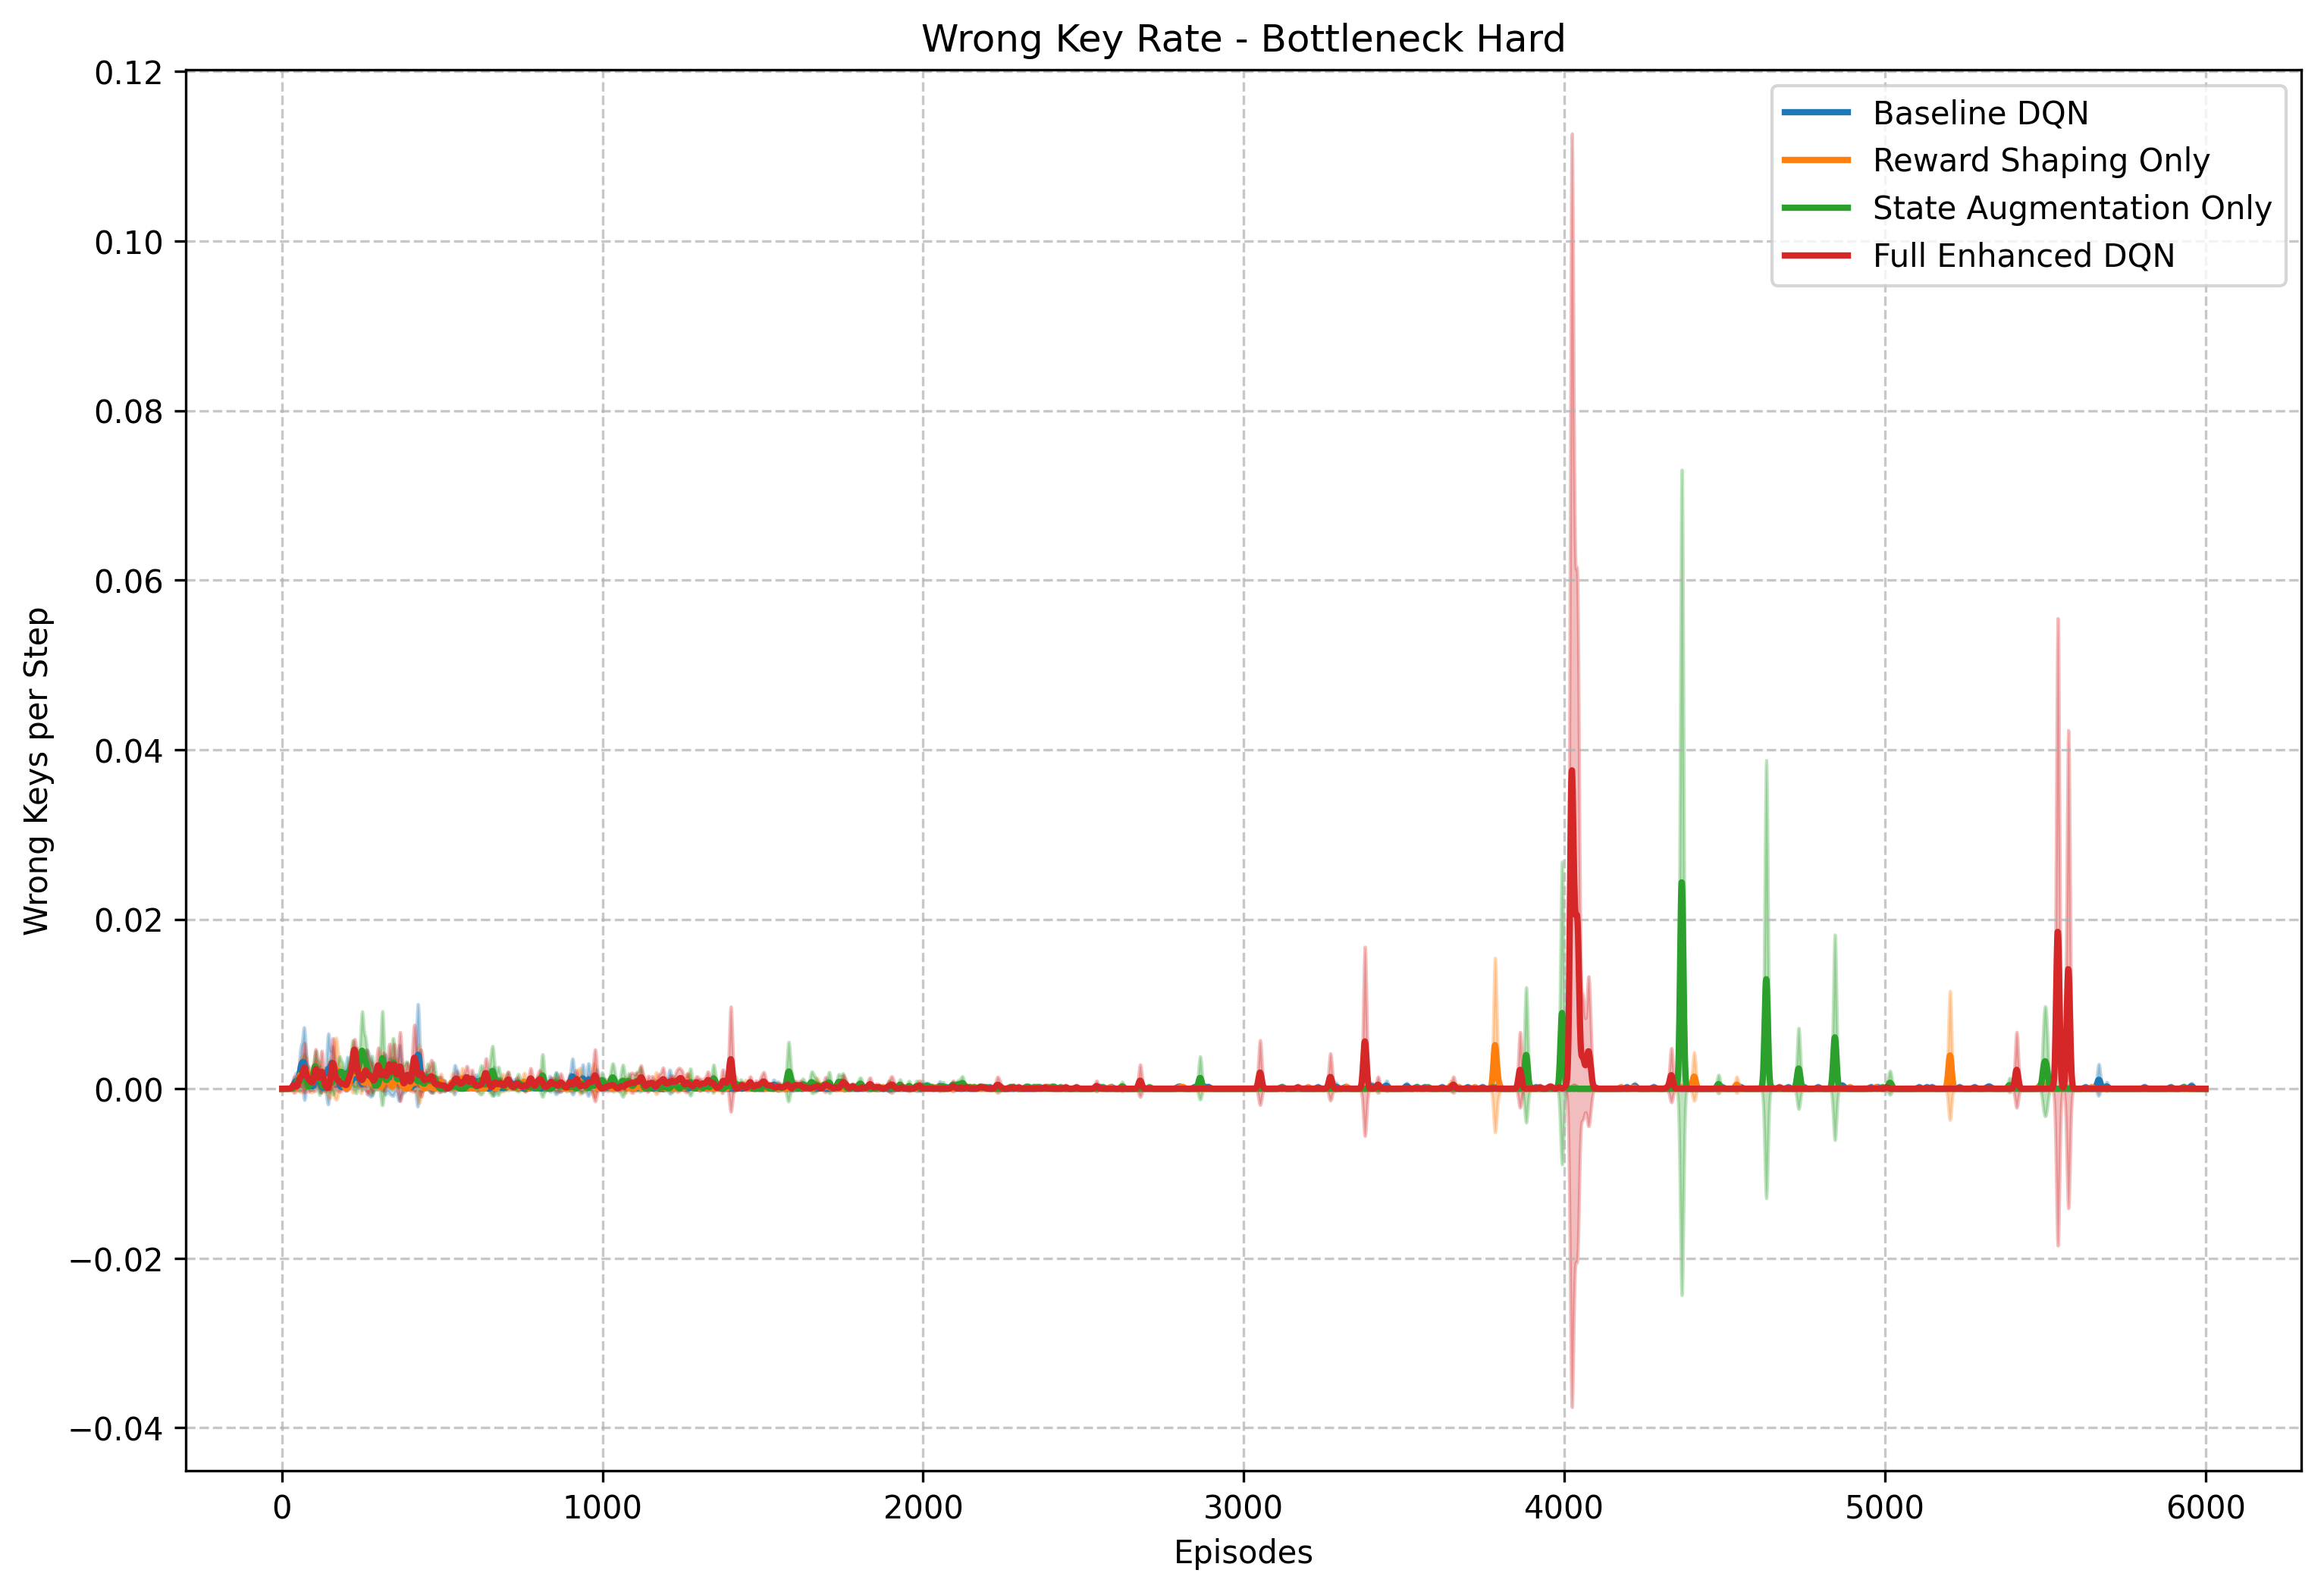 Wrong Key Rate - Bottleneck Hard
0.12
0.10
0.08
0.06
0.04
0.02
0.00
−0.02
−0.04
Wrong Keys per Step
Baseline DQN
Reward Shaping Only
State Augmentation Only
Full Enhanced DQN
0 1000 2000 3000 4000 5000 6000
Episodes